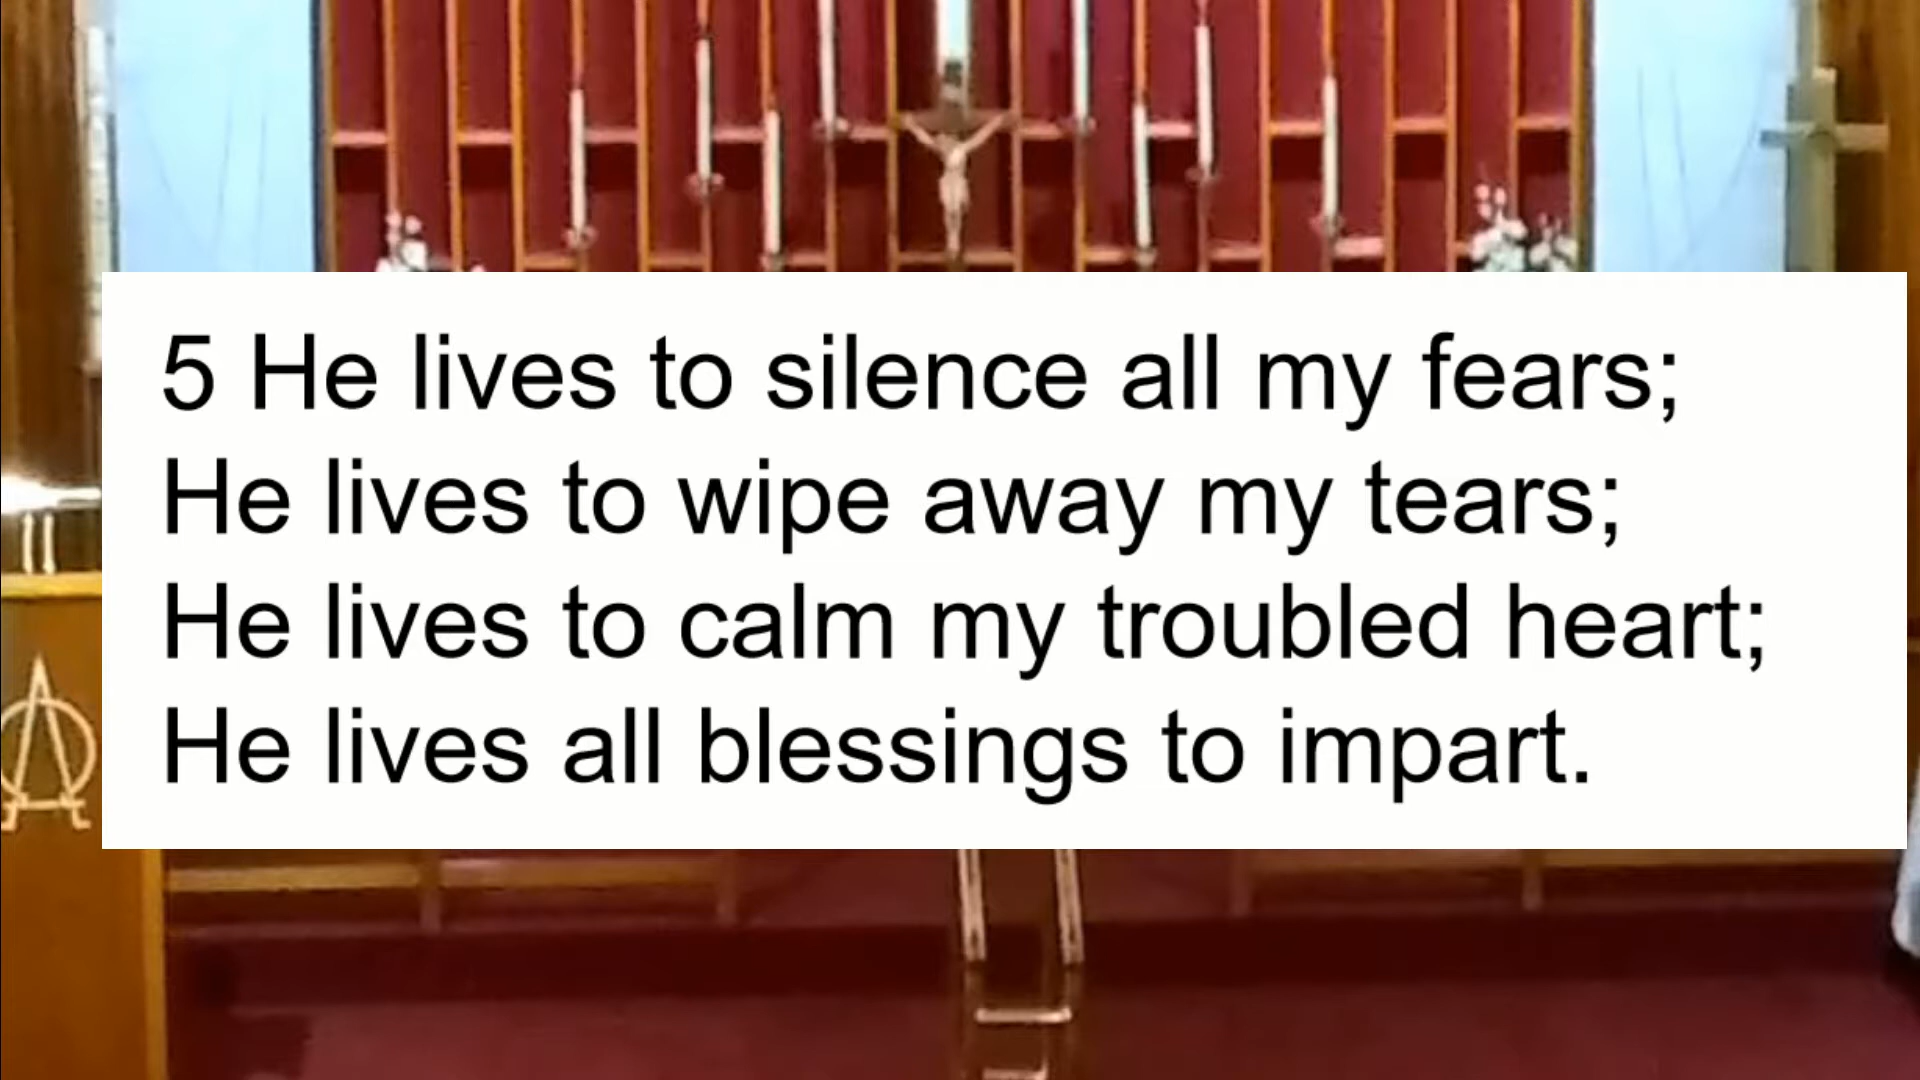 5 He lives to silence all my fears;
He lives to wipe away my tears;
He lives to calm my troubled heart;
He lives all blessings to impart.